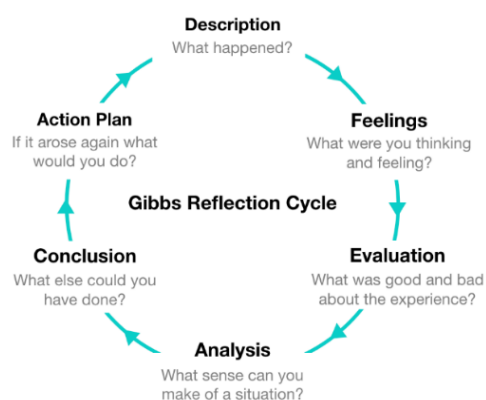 Description
What happened?
Feelings
What were you thinking
and feeling?
Evaluation
What was good and bad
about the experience?
Analysis
What sense can you
make of a situation?
Conclusion
What else could you
have done?
Action Plan
If it arose again what
would you do?
Gibbs Reflection Cycle